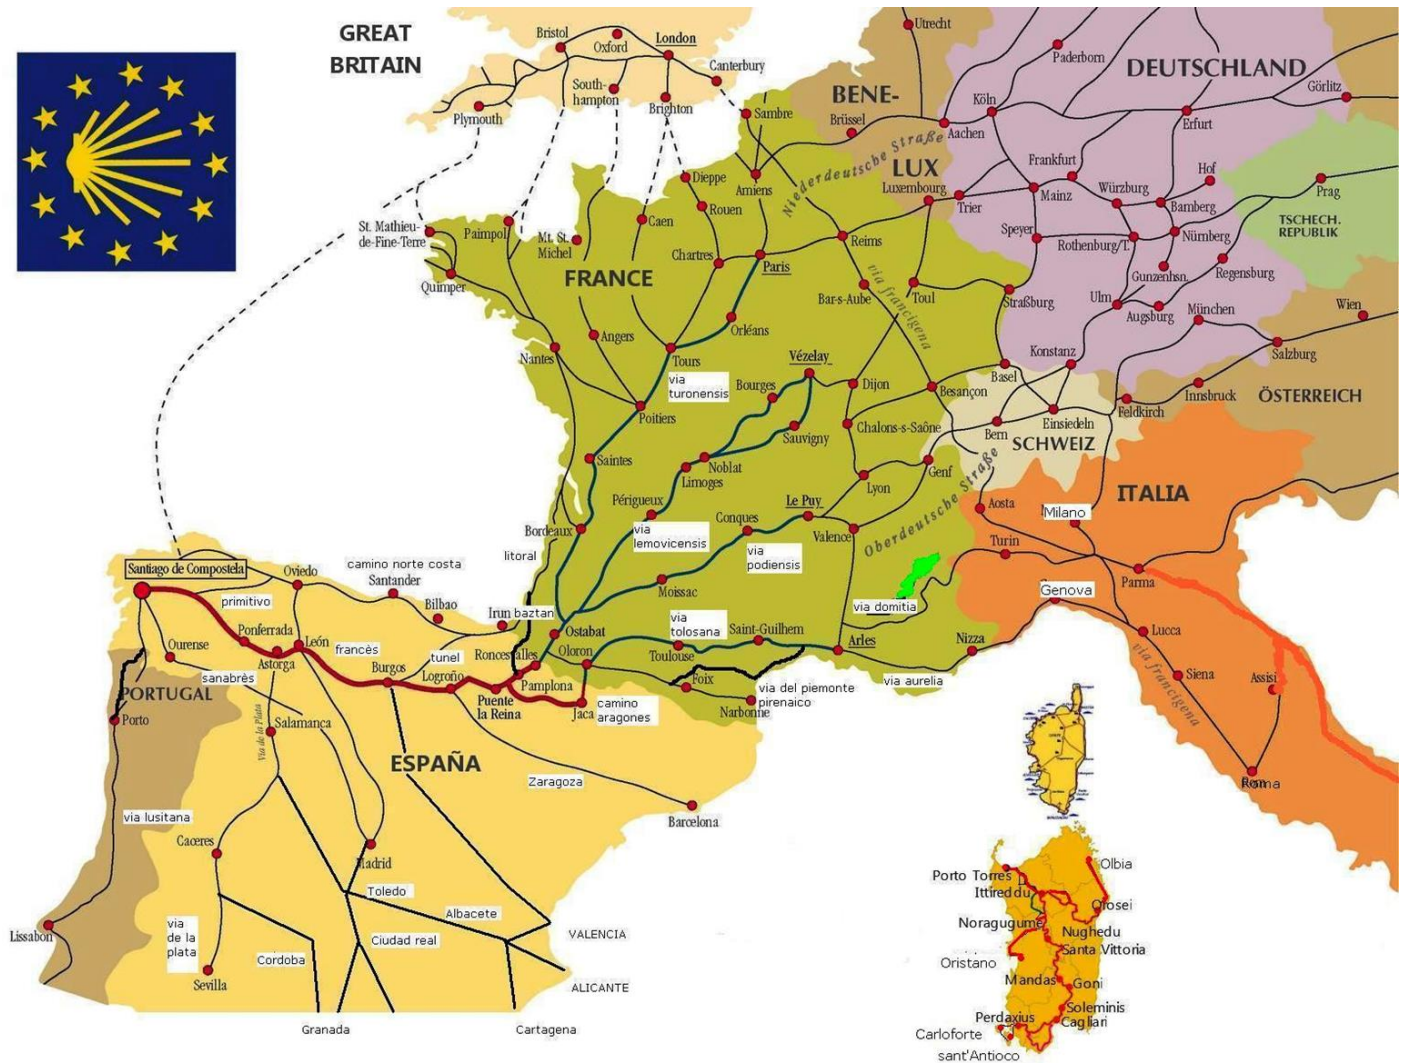 GREAT
BRITAIN
Bristol
Oxford
London
Canterbury
South-
hampton
Brighton
Plymouth
Utrecht
Paderborn
DEUTSCHLAND
Görlitz
BENE-
LUX
Brüssel
Köln
Aachen
Erfurt
Sambre
Niederdeutsche Straße
Frankfurt
Hof
Prag
Dieppe
Amiens
Luxembourg
Trier
Mainz
Würzburg
Bamberg
TSCHECH.
REPUBLIK
St. Mathieu-
de-Fine-Terre
Paimpol
Mt. St.
Michel
Caen
Rouen
Reims
Speyer
Rothenburg/T.
Nürnberg
Quimper
FRANCE
Chartres
Paris
via francigena
Gunzenhsn.
Regensburg
Bar-s-Aube
Toul
Straßburg
Ulm
Augsburg
München
Wien
Orléans
Angers
Nantes
Tours
Vézelay
Konstanz
Salzburg
via
turonensis
Bourges
Dijon
Besançon
Basel
Innsbruck
ÖSTERREICH
Poitiers
Sauvigny
Chalons-s-Saône
Bern
Einsiedeln
Feldkirch
SCHWEIZ
Saintes
Noblat
Limoges
Genf
Lyon
Oberdeutsche Straße
ITALIA
Périgueux
Conques
Le Puy
Aosta
Milano
Bordeaux
via
lemovicensis
via
podiensis
Valence
Turin
litoral
Parma
Santiago de Compostela
Oviedo
camino norte costa
Santander
Moissac
via domitia
Genova
primitivo
Bilbao
Irun
baztan
via
tolosana
Saint-Guilhem
Ostabat
Arles
Nizza
Lucca
Ponferrada
León
francès
Ourense
Astorga
Burgos
tunel
Logroño
Roncesvalles
Oloron
Toulouse
via francigena
sanabrès
Pamplona
Foix
via aurelia
Siena
Assisi
PORTUGAL
Puente
la Reina
Jaca
camino
aragones
Narbonne
via del piemonte
pirenaico
Porto
Via de la Plata
Salamanca
ESPAÑA
Zaragoza
Roma
via lusitana
Barcelona
Caceres
Madrid
Toledo
Albacete
Olbia
Porto Torres
Ittireddu
Orosei
Lissabon
via
de la
plata
Ciudad real
VALENCIA
Noragugume
Nughedu
Santa Vittoria
Cordoba
Oristano
Sevilla
ALICANTE
Mandas
Goni
Soleminis
Perdaxius
Cagliari
Granada
Cartagena
Carloforte
sant'Antioco